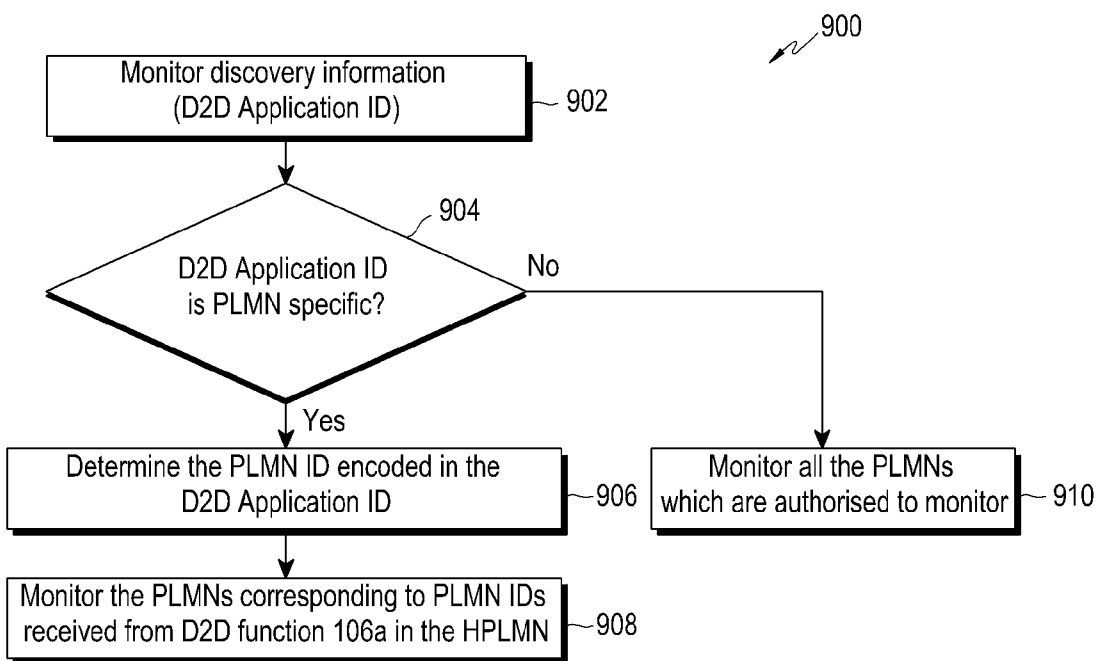 900
Monitor discovery information
(D2D Application ID)
902
904
D2D Application ID
is PLMN specific?
No
Yes
Determine the PLMN ID encoded in the
D2D Application ID
906
Monitor all the PLMNs
which are authorised to monitor
910
Monitor the PLMNs corresponding to PLMN IDs
received from D2D function 106a in the HPLMN
908